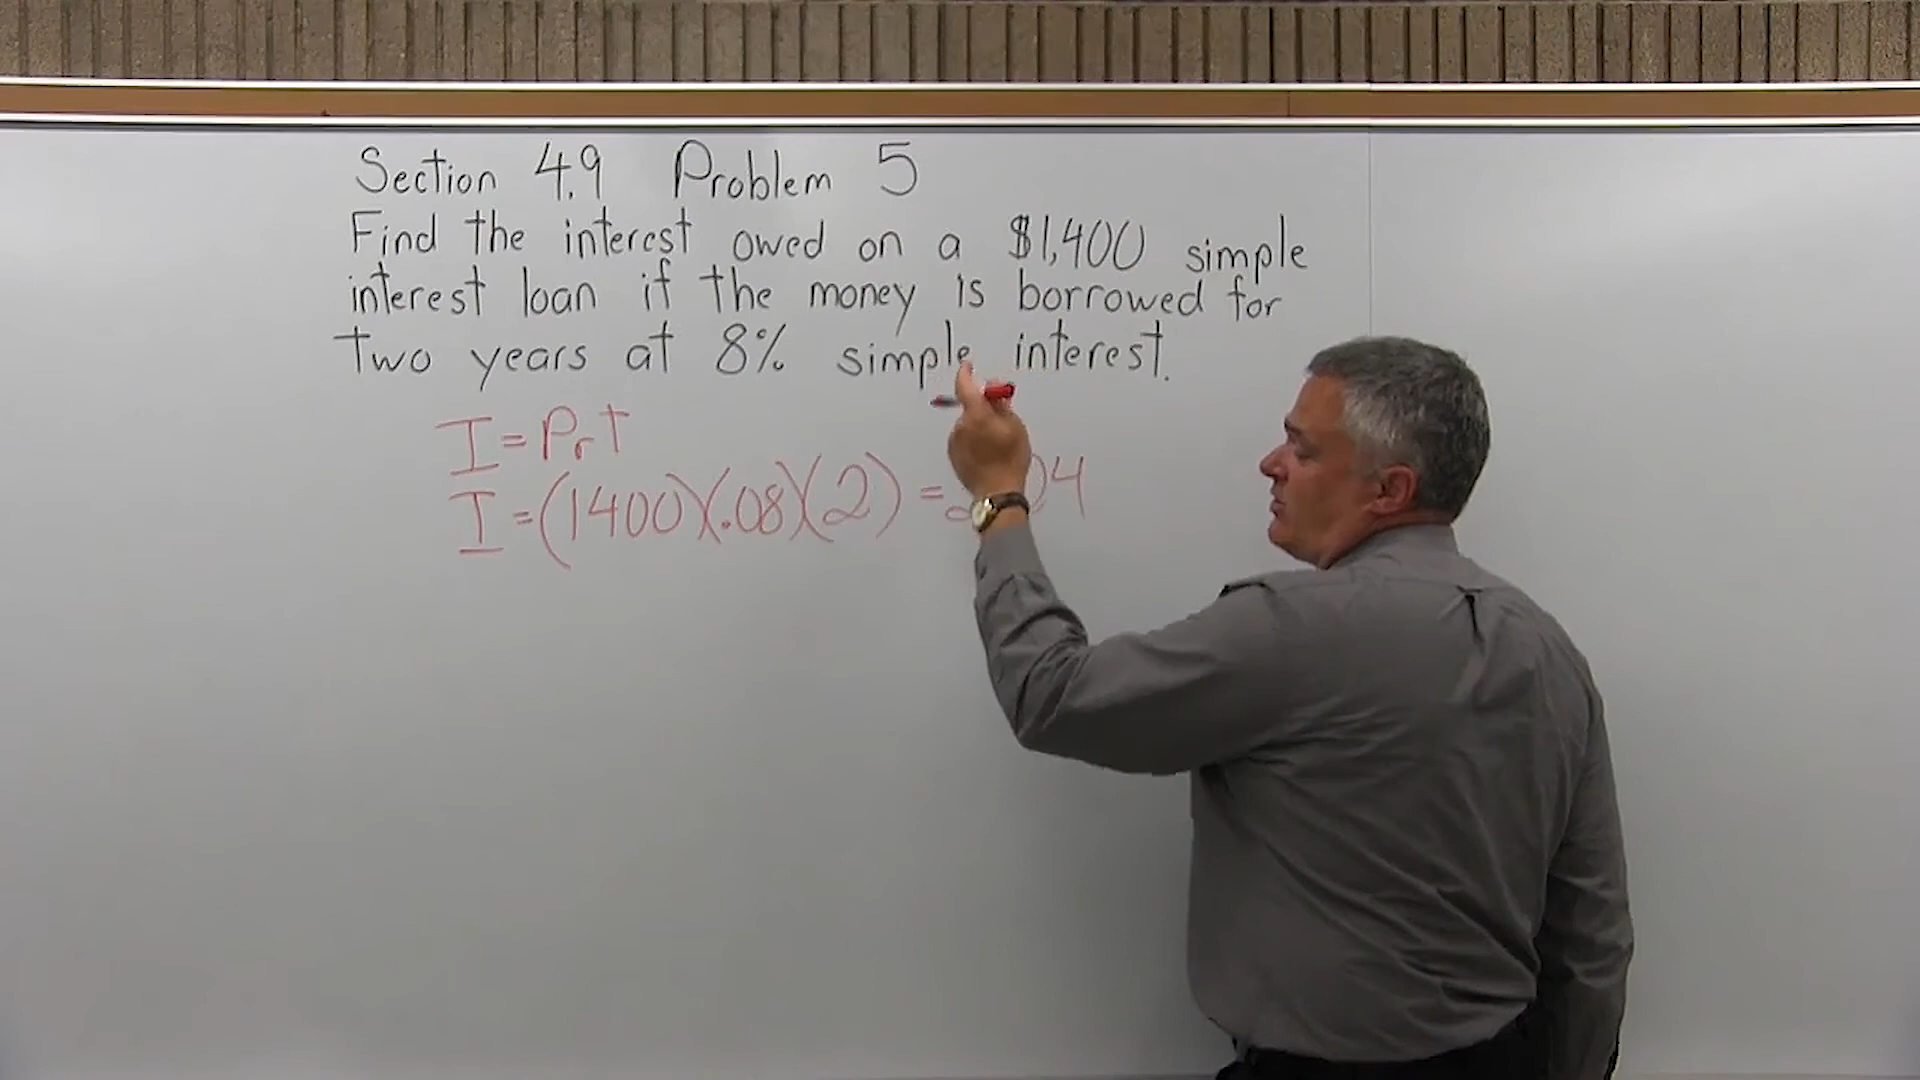 Section 4.9 Problem 5
Find the interest owed on a $1,400 simple
interest loan if the money is borrowed for
two years at 8% simple interest.
I = Prt
I = (1400)(.08)(2) =